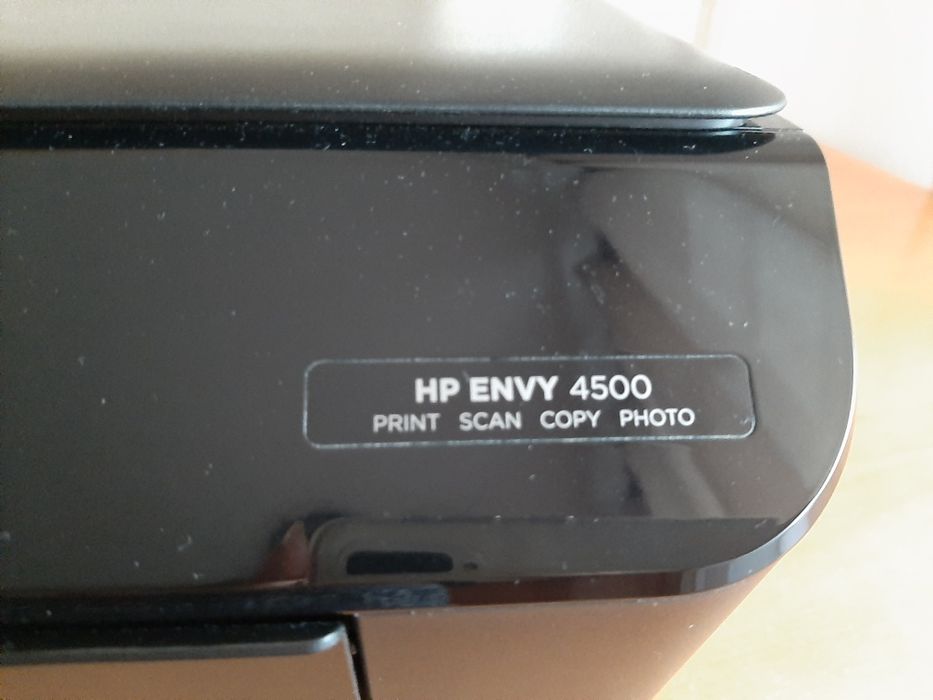 HP ENVY 4500
PRINT SCAN COPY PHOTO